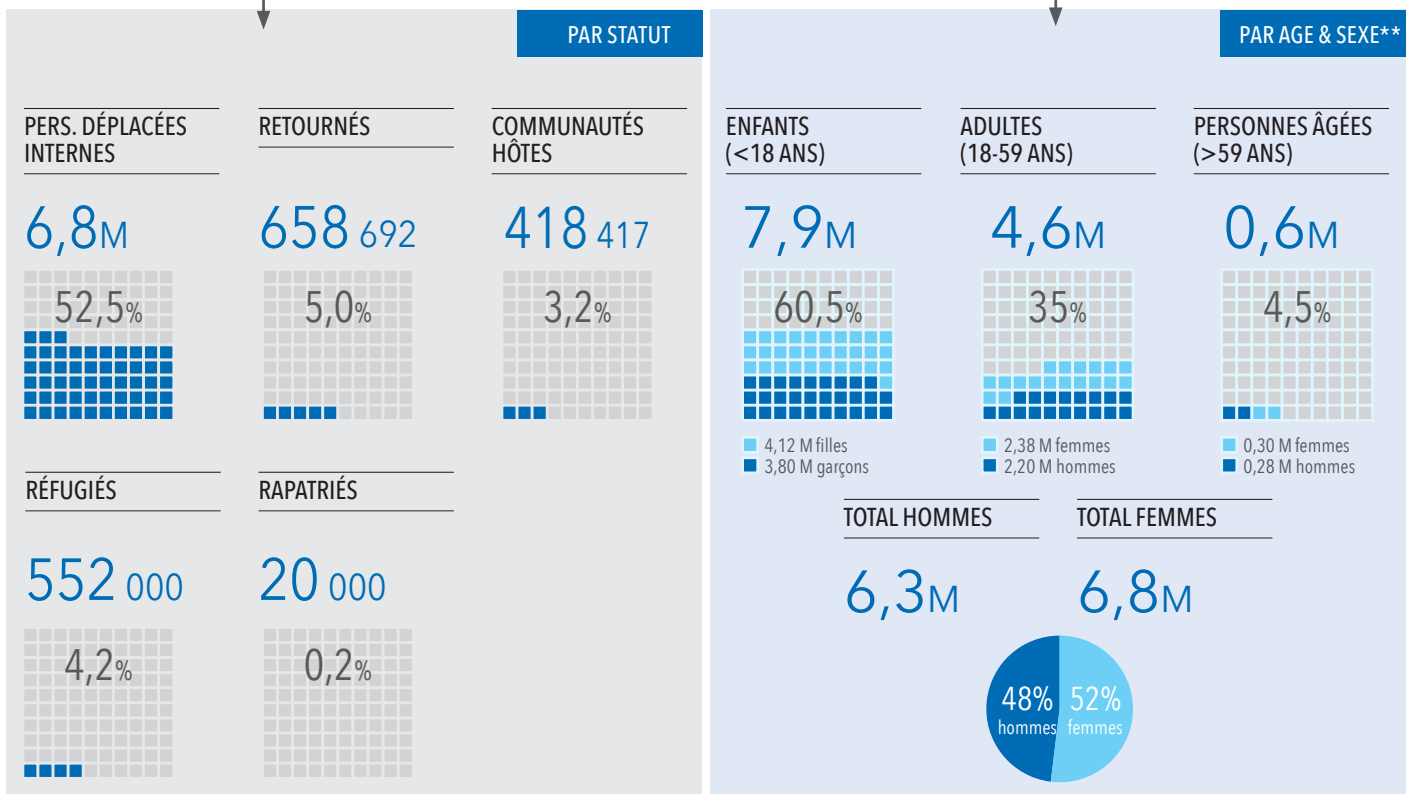 PAR STATUT
PERS. DÉPLACÉES
INTERNES
6,8M
52,5%
RETOURNÉS
658 692
5,0%
COMMUNAUTÉS
HÔTES
418 417
3,2%
RÉFUGIÉS
552 000
4,2%
RAPATRIÉS
20 000
0,2%
PAR AGE & SEXE**
ENFANTS
(<18 ANS)
7,9M
60,5%
4,12 M filles
3,80 M garçons
ADULTES
(18-59 ANS)
4,6M
35%
2,38 M femmes
2,20 M hommes
PERSONNES ÂGÉES
(>59 ANS)
0,6M
4,5%
0,30 M femmes
0,28 M hommes
TOTAL HOMMES
6,3M
TOTAL FEMMES
6,8M
48%
hommes
52%
femmes